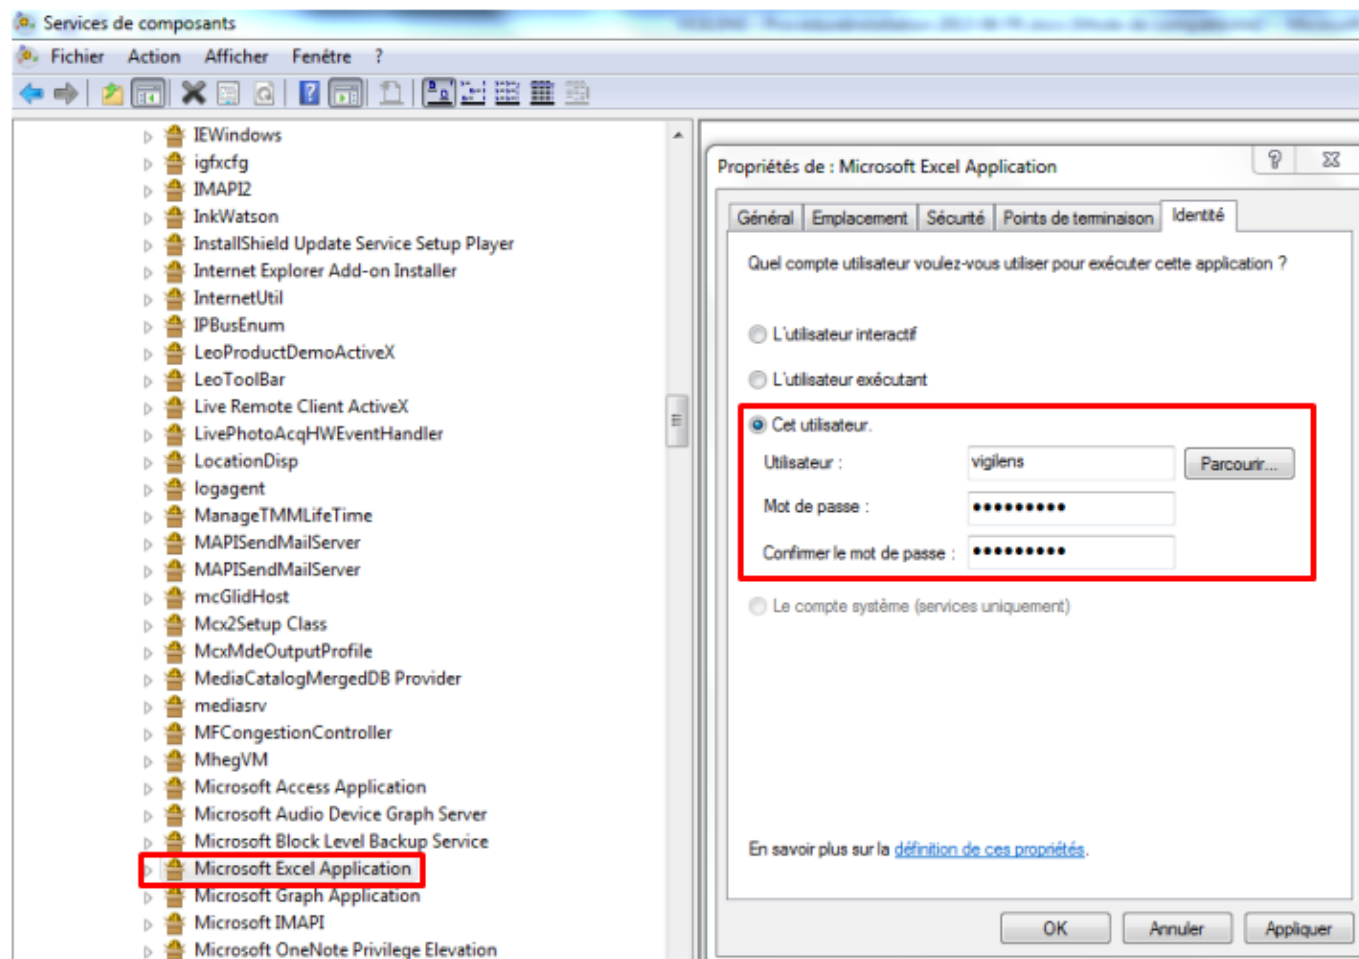 Services de composants
Fichier Action Afficher Fenêtre ?
IEWindows
igfxcfg
IMAPI2
InkWatson
InstallShield Update Service Setup Player
Internet Explorer Add-on Installer
InternetUtil
IPBusEnum
LeoProductDemoActiveX
LeoToolBar
Live Remote Client ActiveX
LivePhotoAcqHWEventHandler
LocationDisp
logagent
ManageTMMLifeTime
MAPISendMailServer
MAPISendMailServer
mcGlidHost
Mcx2Setup Class
McxMdeOutputProfile
MediaCatalogMergedDB Provider
mediasrv
MFCongestionController
MhegVM
Microsoft Access Application
Microsoft Audio Device Graph Server
Microsoft Block Level Backup Service
Microsoft Excel Application
Microsoft Graph Application
Microsoft IMAPI
Microsoft OneNote Privilege Elevation
Propriétés de : Microsoft Excel Application
Général Emplacement Sécurité Points de terminaison Identité
Quel compte utilisateur voulez-vous utiliser pour exécuter cette application ?
L'utilisateur interactif
L'utilisateur exécutant
Cet utilisateur.
Utilisateur : vigilens Parcourir...
Mot de passe : •••••••••
Confirmer le mot de passe : •••••••••
Le compte système (services uniquement)
En savoir plus sur la définition de ces propriétés.
OK Annuler Appliquer